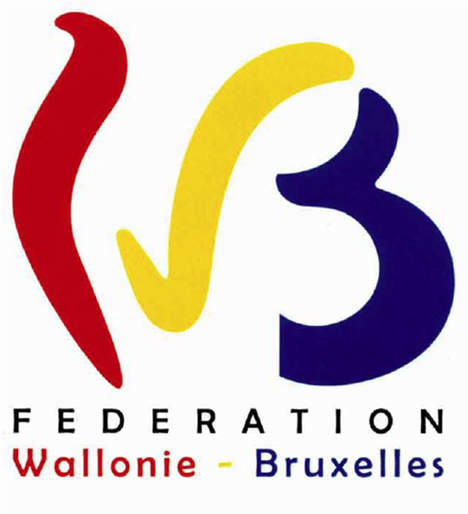 FEDERATION
Wallonie - Bruxelles